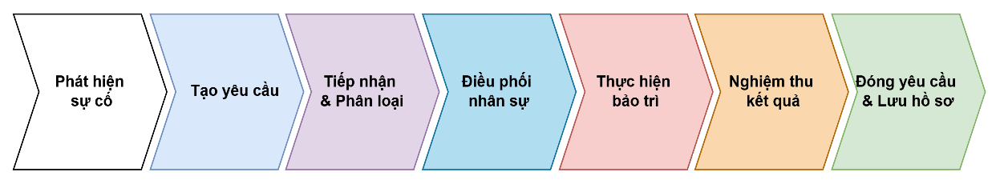 Phát hiện
sự cố
Tạo yêu cầu
Tiếp nhận
& Phân loại
Điều phối
nhân sự
Thực hiện
bảo trì
Nghiệm thu
kết quả
Đóng yêu cầu
& Lưu hồ sơ